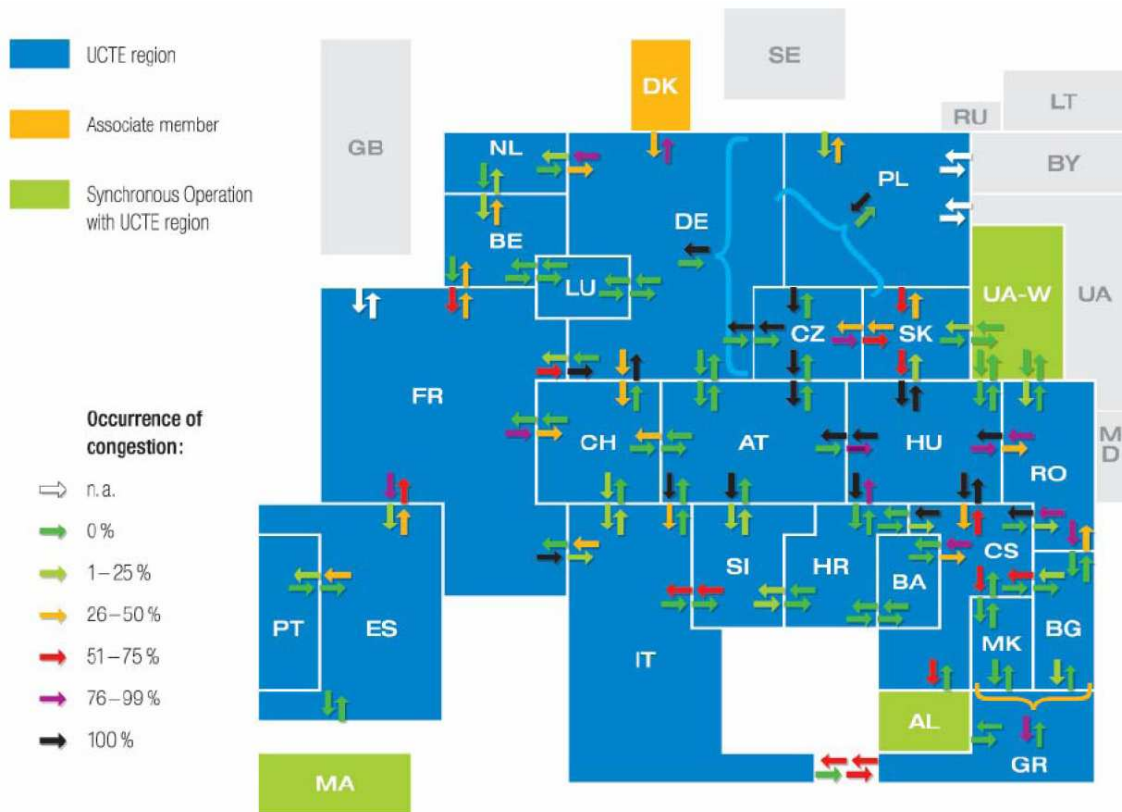 UCTE region
Associate member
Synchronous Operation
with UCTE region
SE
DK
GB
RU
LT
BY
NL
PL
DE
BE
LU
UA-W
UA
CZ
SK
FR
CH
AT
HU
RO
M
D
Occurrence of
congestion:
n.a.
0 %
1–25 %
26–50 %
51–75 %
76–99 %
100 %
PT
ES
IT
SI
HR
BA
CS
MK
BG
AL
GR
MA